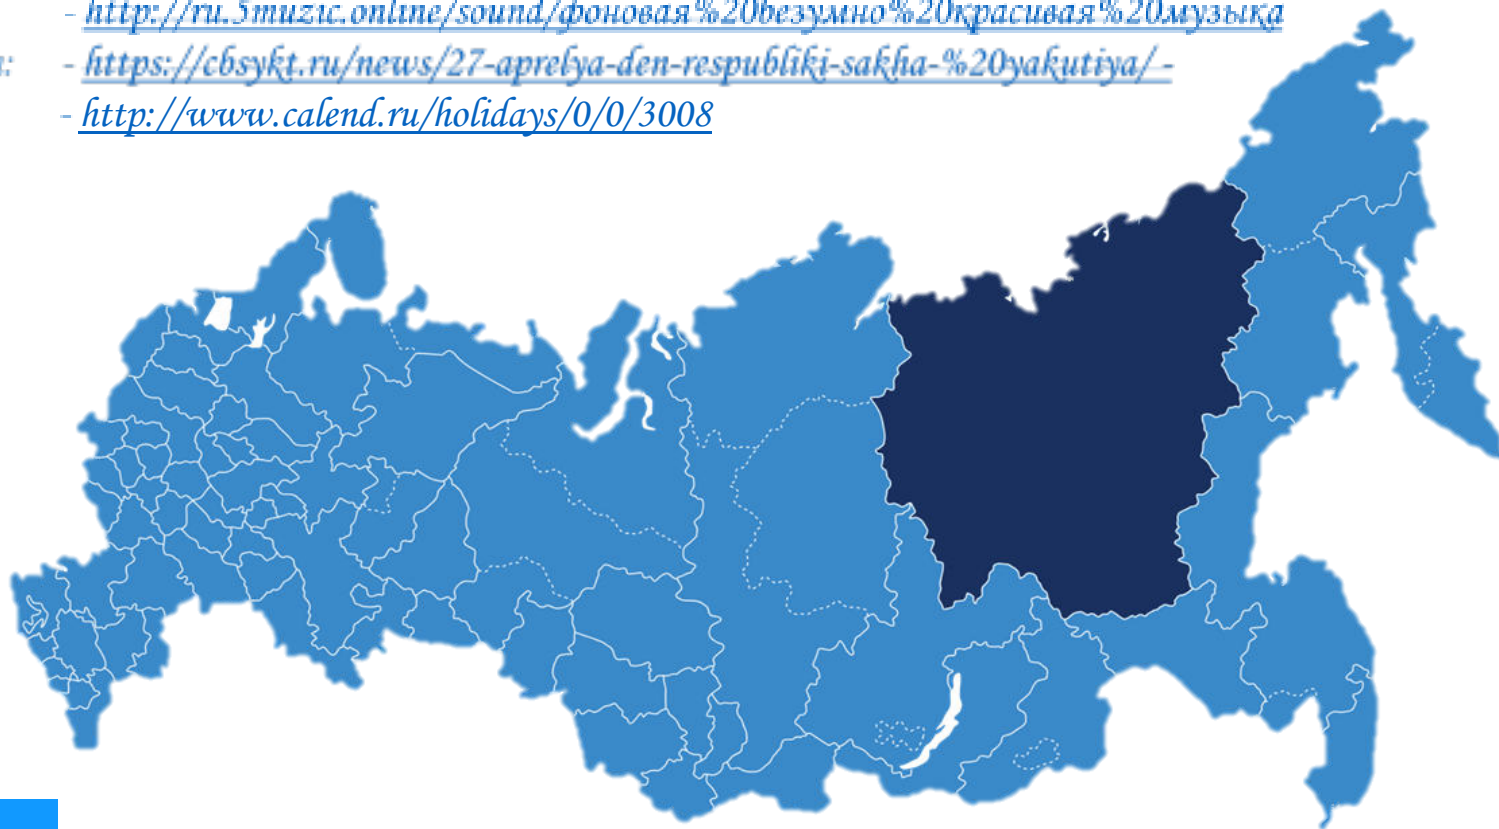 - http://ru.5muzic.online/sound/фоновая%20безумно%20красивая%20музыка
: - https://cbsykt.ru/news/27-aprelya-den-respubliki-sakha-%20yakutiya/ -
- http://www.calend.ru/holidays/0/0/3008